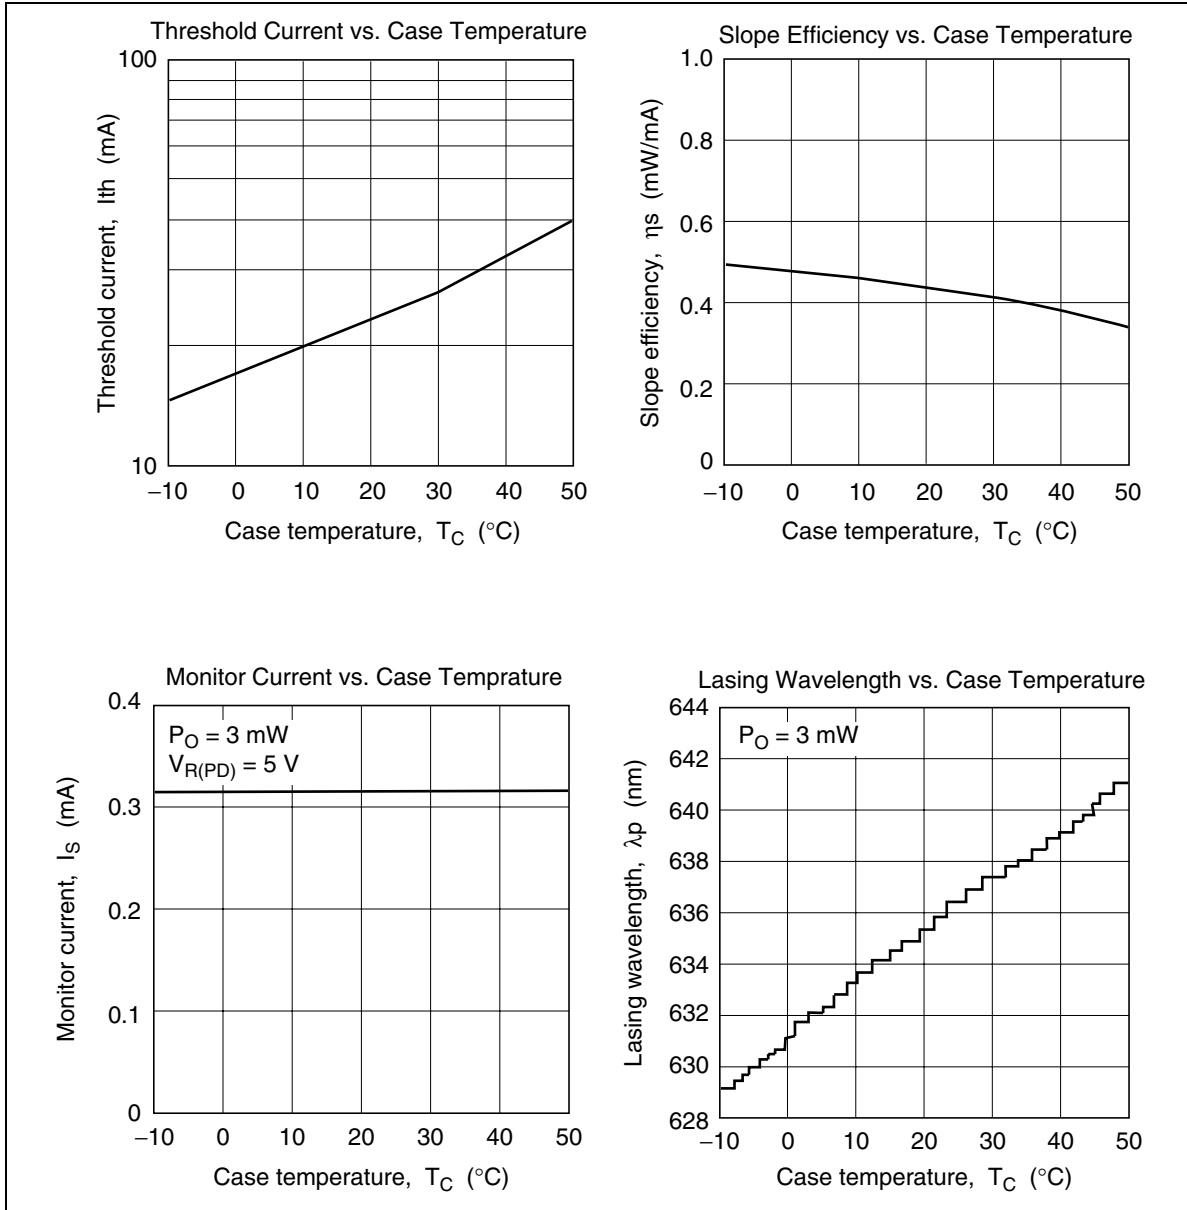 Threshold Current vs. Case Temperature
100
10
Threshold current, Ith (mA)
−10 0 10 20 30 40 50
Case temperature, TC (°C)
Slope Efficiency vs. Case Temperature
1.0
0.8
0.6
0.4
0.2
0
Slope efficiency, ηs (mW/mA)
−10 0 10 20 30 40 50
Case temperature, TC (°C)
Monitor Current vs. Case Temprature
0.4
0.3
0.2
0.1
0
Monitor current, IS (mA)
PO = 3 mW
VR(PD) = 5 V
−10 0 10 20 30 40 50
Case temperature, TC (°C)
Lasing Wavelength vs. Case Temperature
644
642
640
638
636
634
632
630
628
Lasing wavelength, λp (nm)
PO = 3 mW
−10 0 10 20 30 40 50
Case temperature, TC (°C)